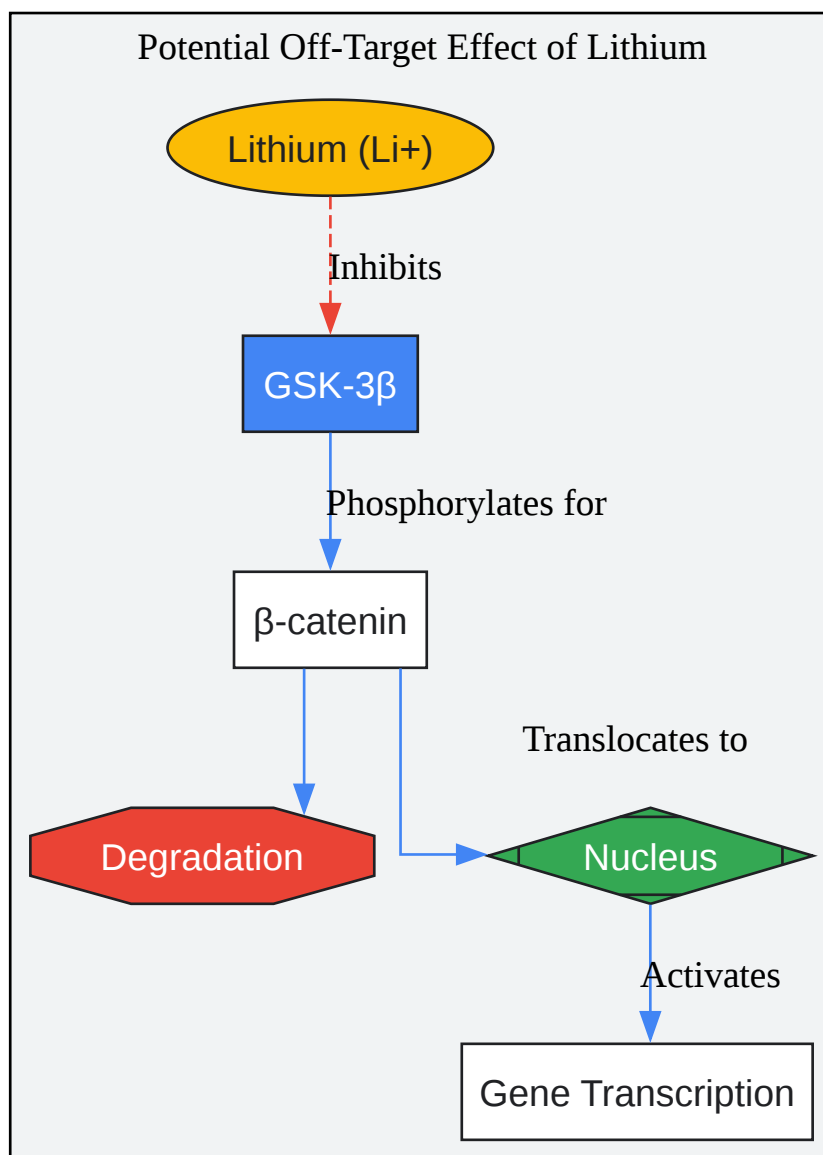 Potential Off-Target Effect of Lithium
Lithium (Li+)
Inhibits
GSK-3β
Phosphorylates for
β-catenin
Translocates to
Degradation
Nucleus
Activates
Gene Transcription